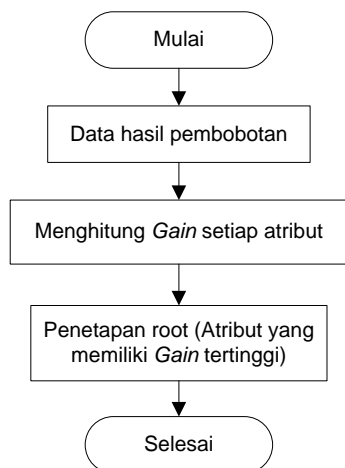 Mulai
Data hasil pembobotan
Menghitung Gain setiap atribut
Penetapan root (Atribut yang
memiliki Gain tertinggi)
Selesai